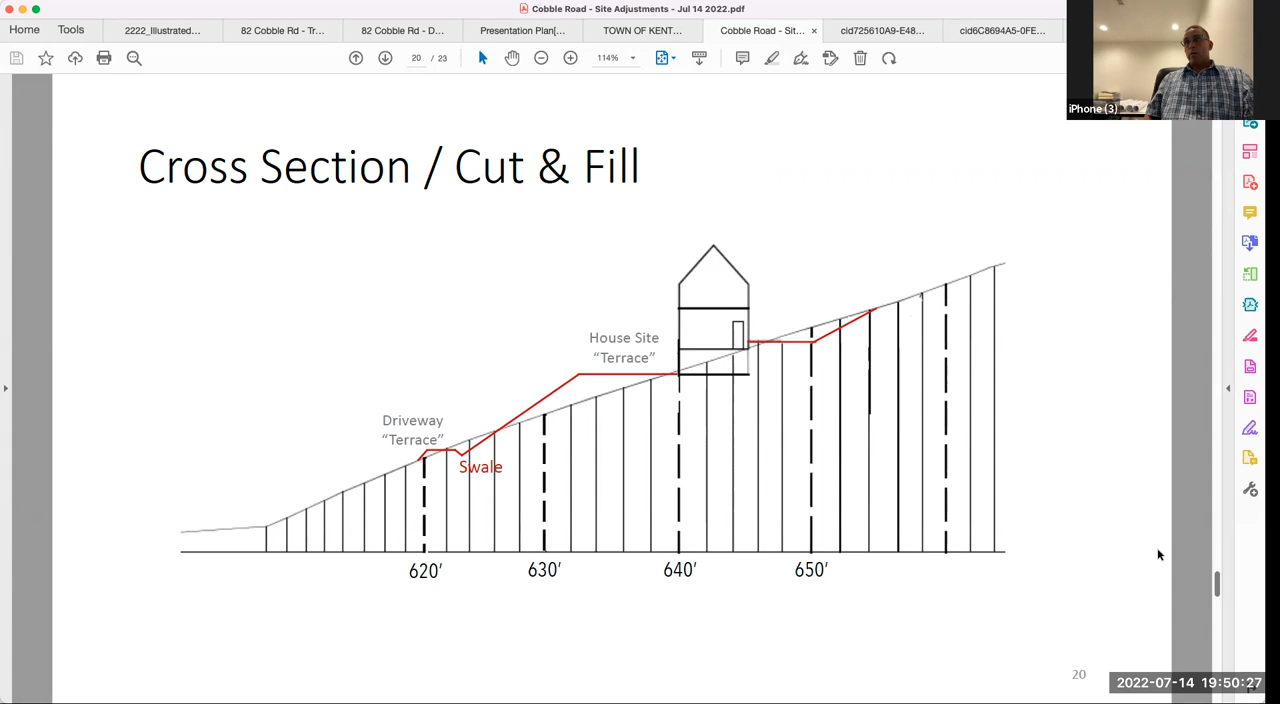 Cobble Road - Site Adjustments - Jul 14 2022.pdf
Home Tools 2222_Illustrated... 82 Cobble Rd - Tr... 82 Cobble Rd - D... Presentation Plan[... TOWN OF KENT... Cobble Road - Sit... × cid725610A9-E48... cid6C8694A5-0FE...
20 / 23 114%
iPhone (3)
Cross Section / Cut & Fill
House Site
“Terrace”
Driveway
“Terrace”
Swale
620′ 630′ 640′ 650′
20
2022-07-14 19:50:27